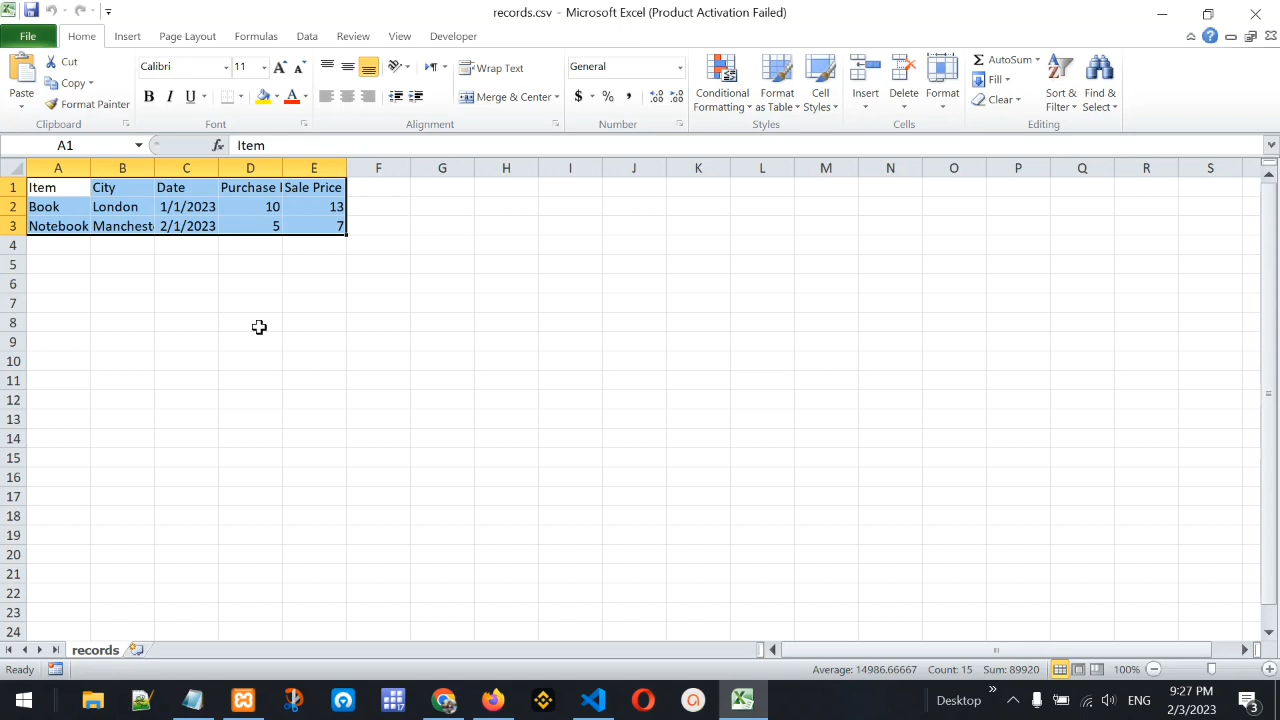 records.csv - Microsoft Excel (Product Activation Failed)
File Home Insert Page Layout Formulas Data Review View Developer
Paste Cut Copy Format Painter Clipboard
Calibri 11 B I U A A A Font
Wrap Text Merge & Center Alignment
General $ % , Number
Conditional Formatting Format as Table Cell Styles Styles
Insert Delete Format Cells
AutoSum Fill Clear Sort & Filter Find & Select Editing
A1 fx Item
A B C D E F G H I J K L M N O P Q R S
1 Item City Date Purchase Sale Price
2 Book London 1/1/2023 10 13
3 Notebook Manchest 2/1/2023 5 7
4
5
6
7
8
9
10
11
12
13
14
15
16
17
18
19
20
21
22
23
24
records
Ready Average: 14986.66667 Count: 15 Sum: 89920 100%
Desktop ENG 9:27 PM
2/3/2023 3